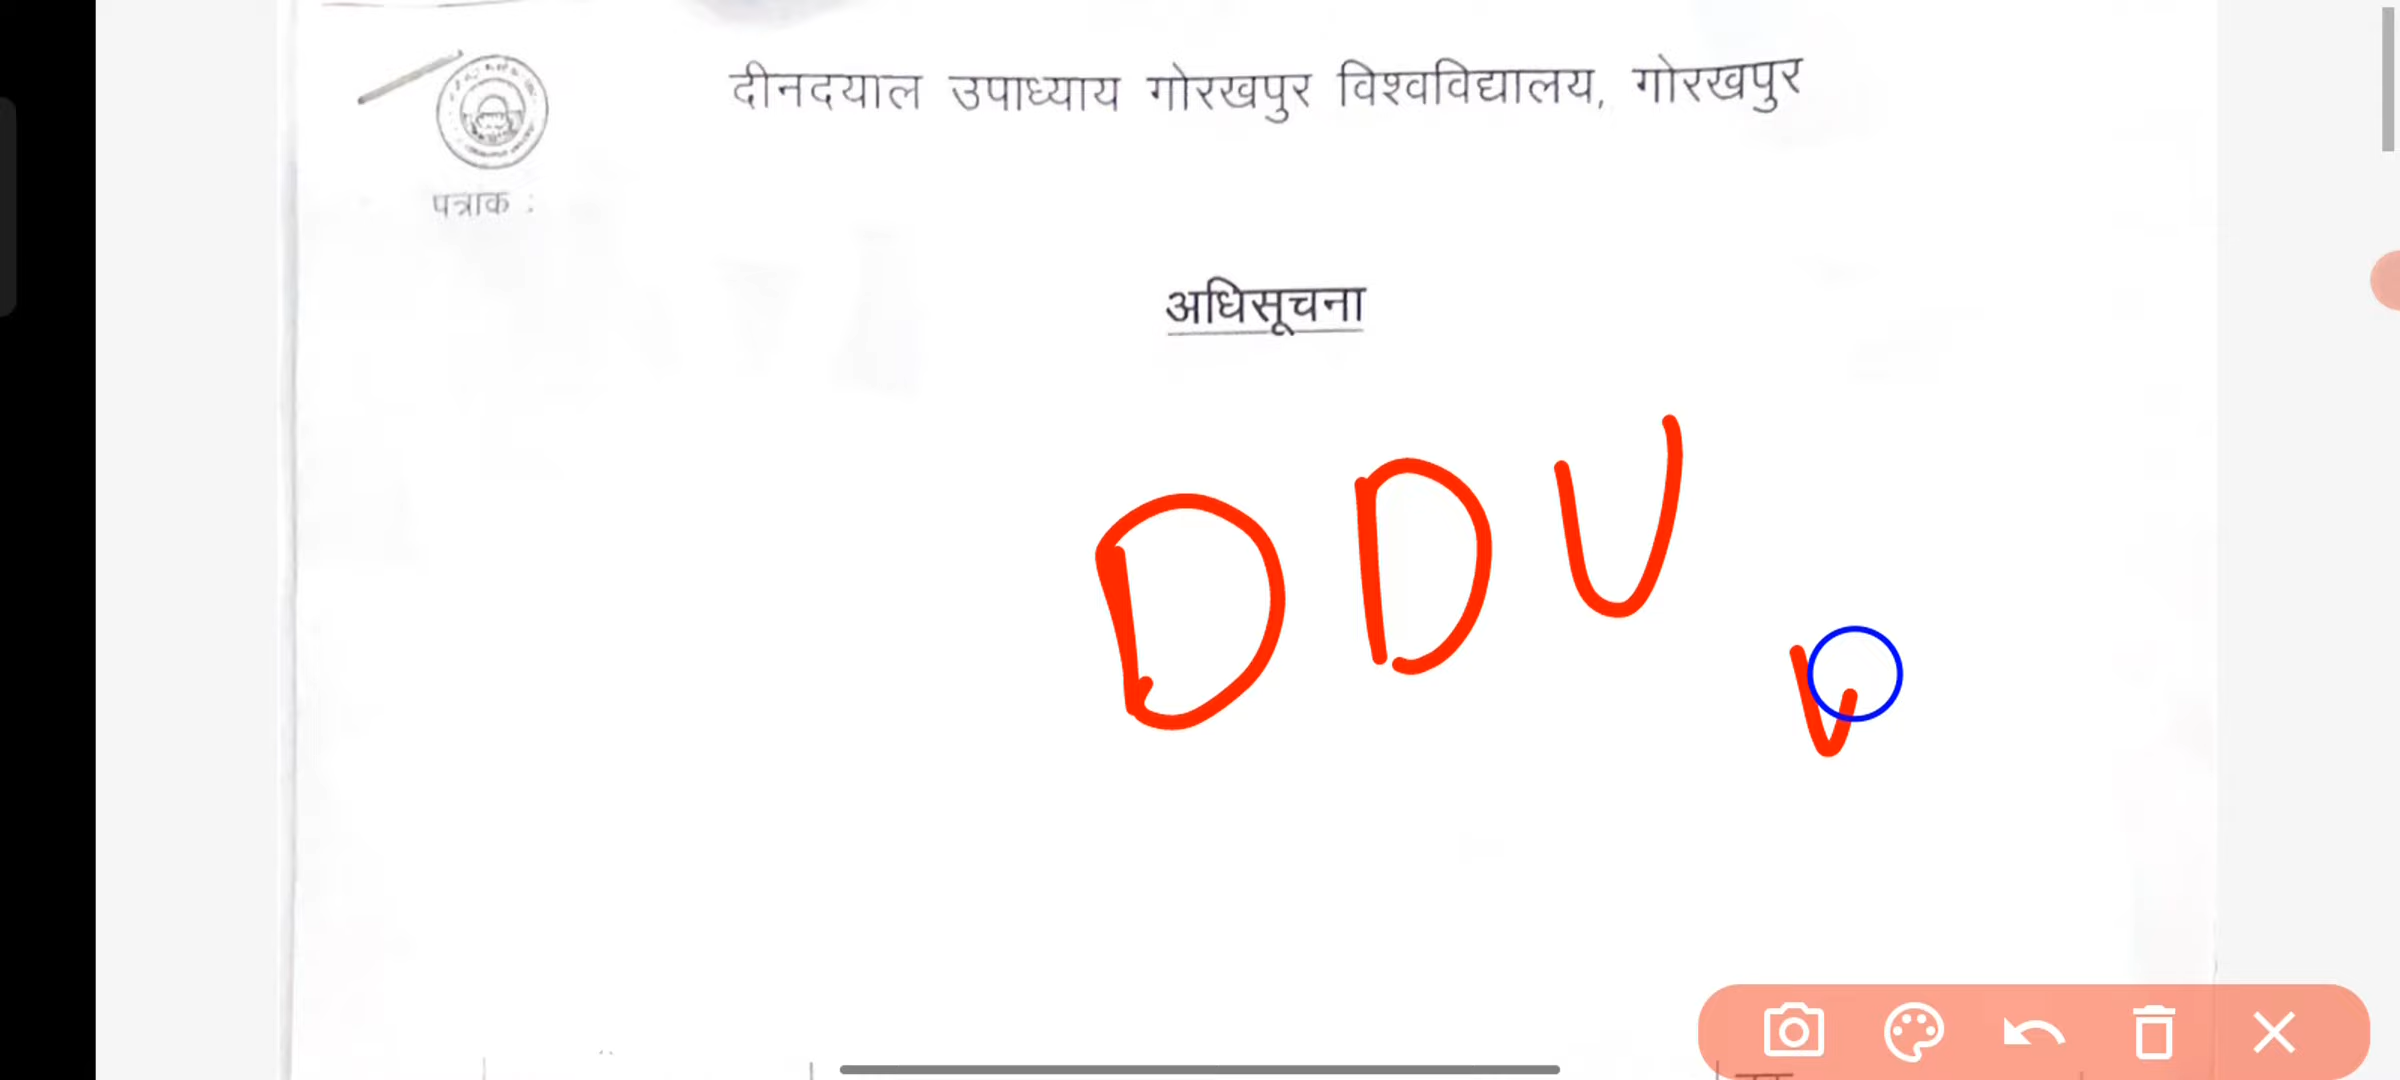 दीनदयाल उपाध्याय गोरखपुर विश्वविद्यालय, गोरखपुर
पत्राक :
अधिसूचना
DDU